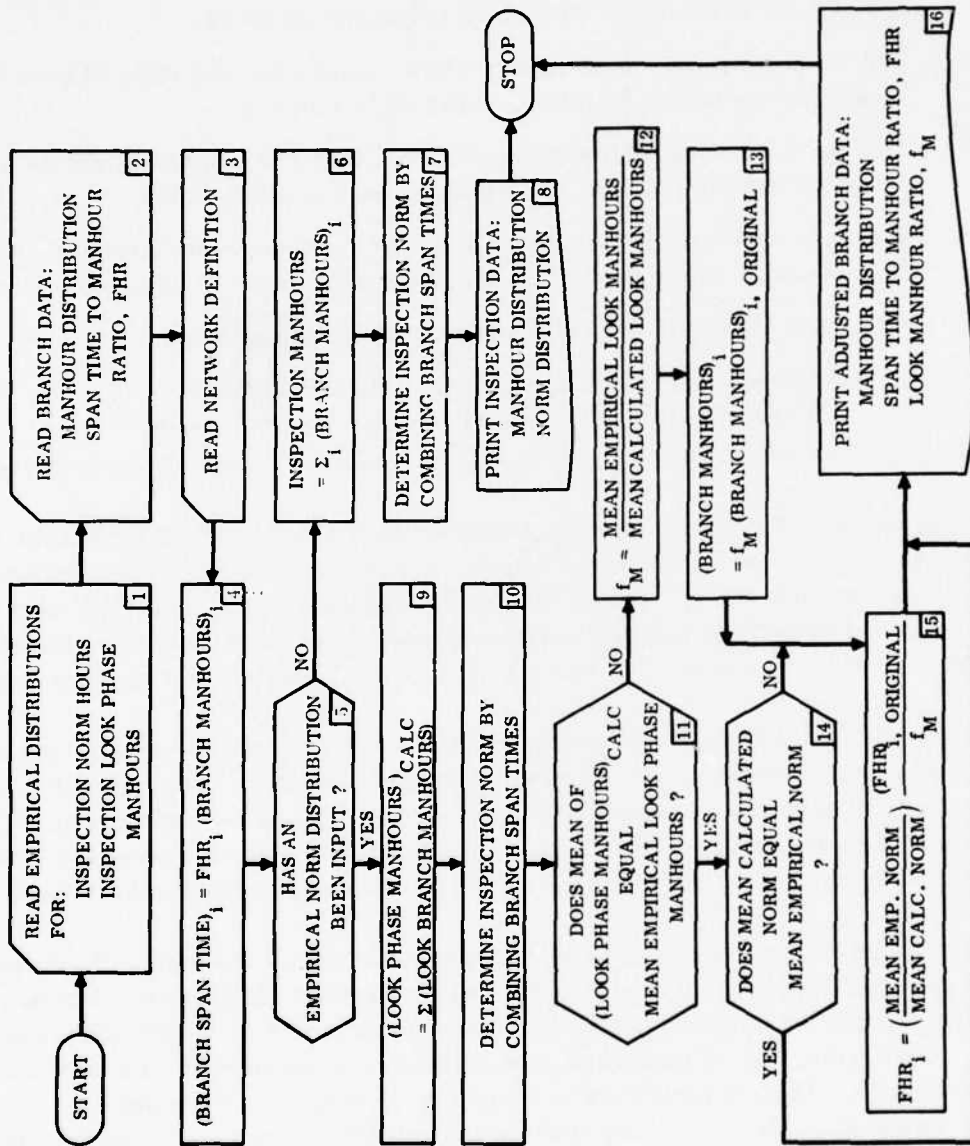 START
READ EMPIRICAL DISTRIBUTIONS
FOR:
INSPECTION NORM HOURS
INSPECTION LOOK PHASE
MANHOURS
1
READ BRANCH DATA:
MANHOUR DISTRIBUTION
SPAN TIME TO MANHOUR
RATIO, FHR
2
READ NETWORK DEFINITION
3
(BRANCH SPAN TIME)i = FHRi (BRANCH MANHOURS)i
4
HAS AN
EMPIRICAL NORM DISTRIBUTION
BEEN INPUT ?
5
NO
YES
INSPECTION MANHOURS
= Σi (BRANCH MANHOURS)i
6
DETERMINE INSPECTION NORM BY
COMBINING BRANCH SPAN TIMES
7
PRINT INSPECTION DATA:
MANHOUR DISTRIBUTION
NORM DISTRIBUTION
8
STOP
(LOOK PHASE MANHOURS)CALC
= Σ (LOOK BRANCH MANHOURS)
9
DETERMINE INSPECTION NORM BY
COMBINING BRANCH SPAN TIMES
10
DOES MEAN OF
(LOOK PHASE MANHOURS)CALC
EQUAL
MEAN EMPIRICAL LOOK PHASE
MANHOURS ?
11
NO
YES
fM = MEAN EMPIRICAL LOOK MANHOURS
MEAN CALCULATED LOOK MANHOURS
12
(BRANCH MANHOURS)i
= fM (BRANCH MANHOURS)i, ORIGINAL
13
DOES MEAN CALCULATED
NORM EQUAL
MEAN EMPIRICAL NORM
?
14
NO
YES
FHRi = (MEAN EMP. NORM / MEAN CALC. NORM) (FHR)i, ORIGINAL / fM
15
PRINT ADJUSTED BRANCH DATA:
MANHOUR DISTRIBUTION
SPAN TIME TO MANHOUR RATIO, FHR
LOOK MANHOUR RATIO, fM
16